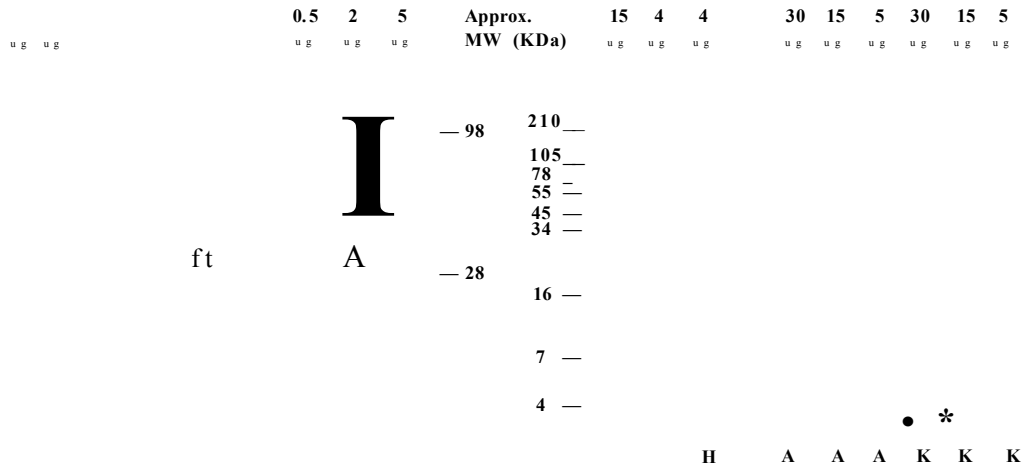 0.5 2 5 Approx. 15 4 4 30 15 5 30 15 5
ug ug ug ug ug MW (KDa) ug ug ug ug ug ug ug ug ug
I — 98 210 __
105 __
78 _
55 —
45 —
34 —
ft A — 28
16 —
7 —
4 —
• *
H A A A K K K